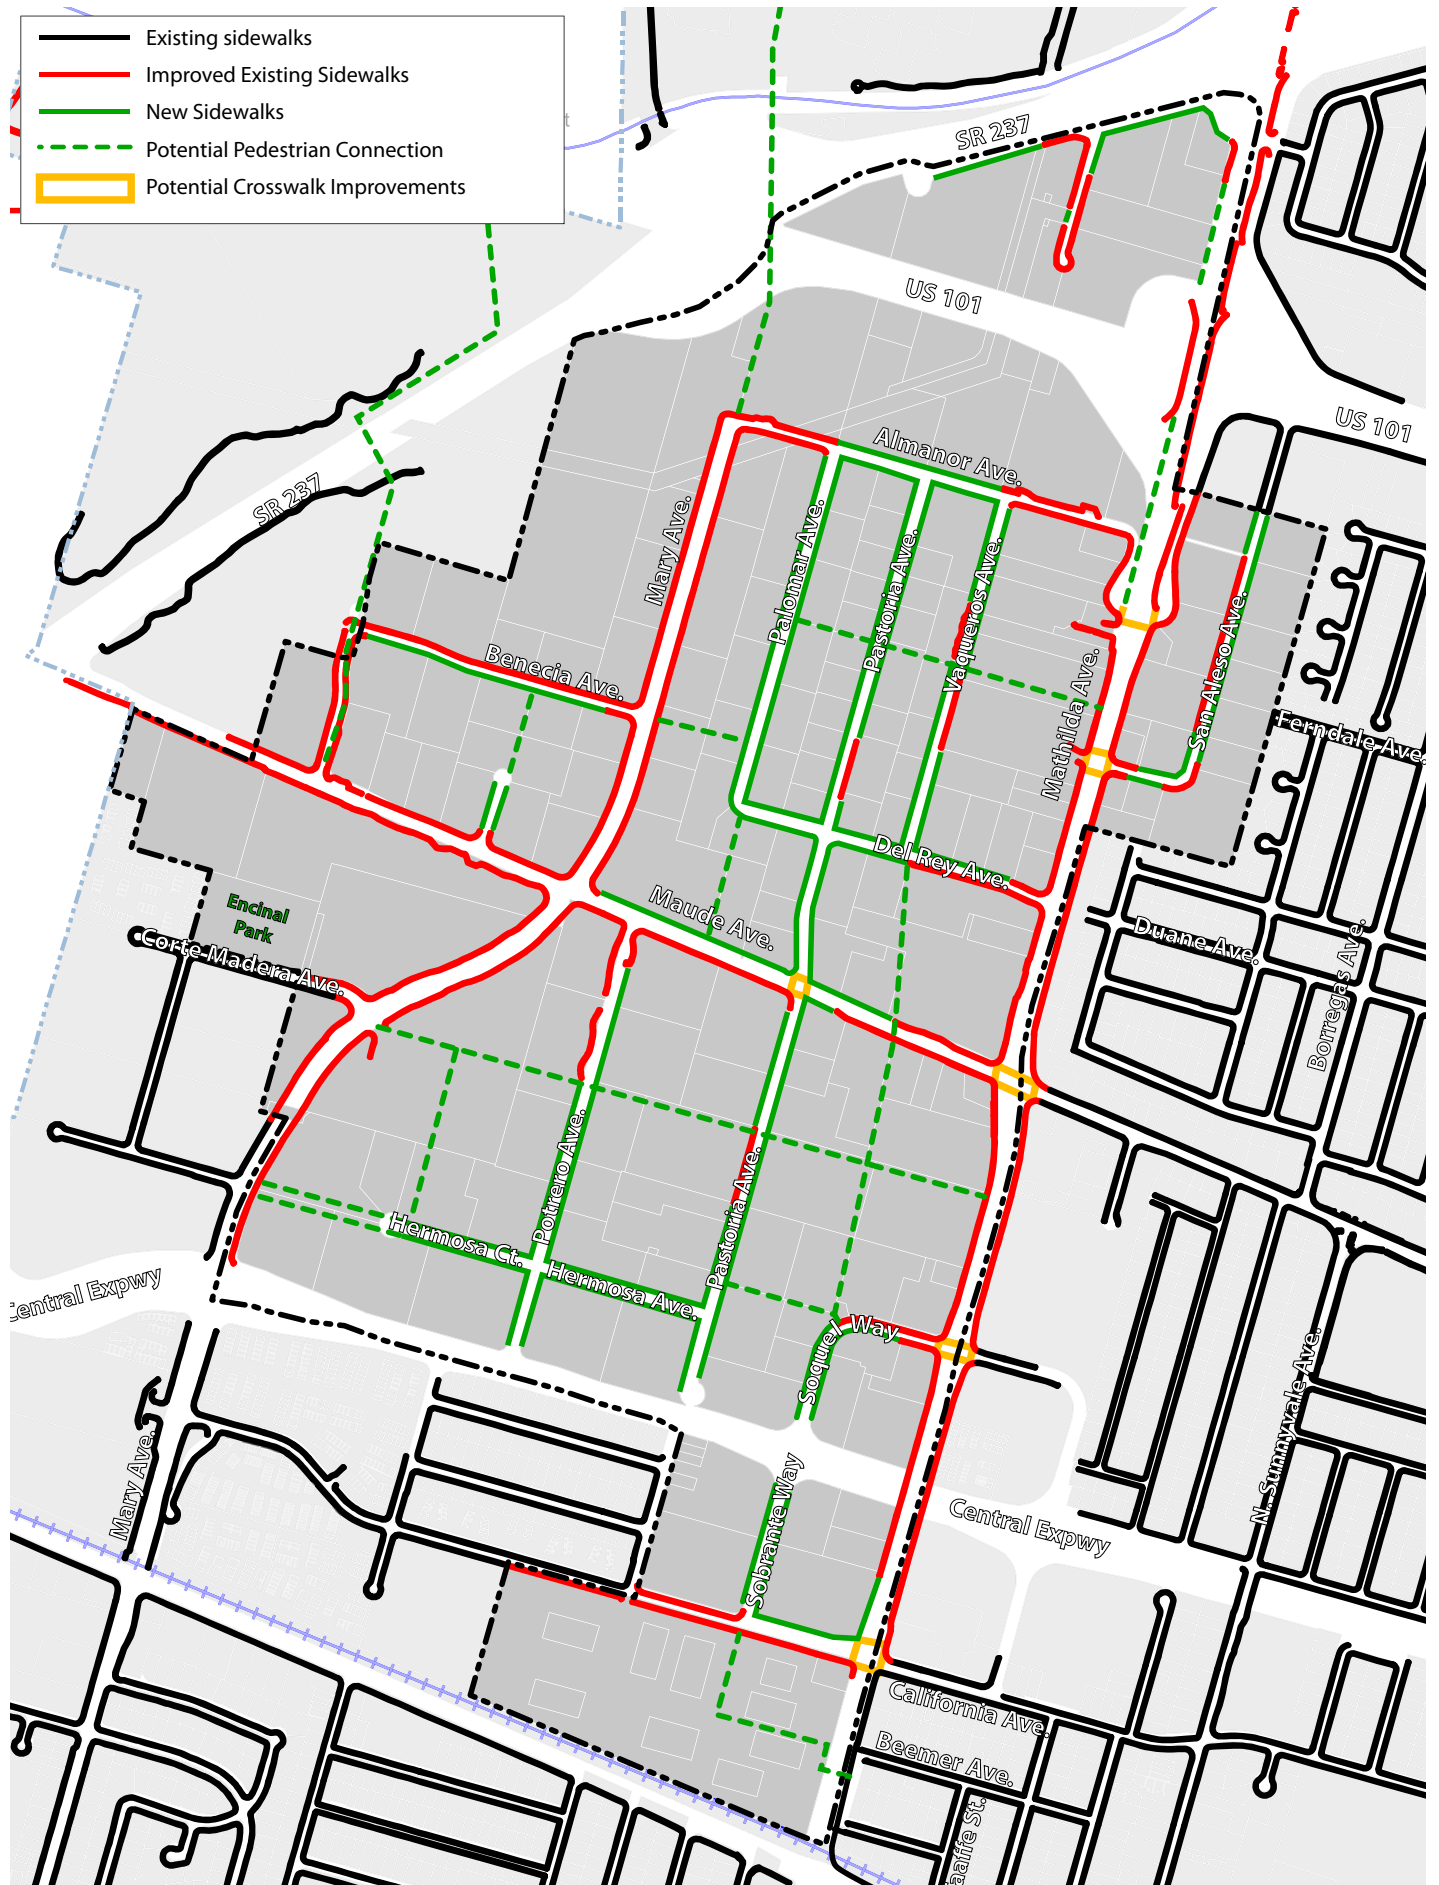 Existing sidewalks
Improved Existing Sidewalks
New Sidewalks
Potential Pedestrian Connection
Potential Crosswalk Improvements
SR 237
US 101
US 101
Almanor Ave.
SR 237
Mary Ave.
Palomar Ave.
Pastoria Ave.
Vaqueros Ave.
Benecia Ave.
Mathilda Ave.
San Aleso Ave.
Ferndale Ave.
Del Rey Ave.
Maude Ave.
Encinal
Park
Corte Madera Ave.
Duane Ave.
Borregas Ave.
Potrero Ave.
Pastoria Ave.
Hermosa Ct.
Hermosa Ave.
Central Expwy
Soquel Way
N. Sunnyvale Ave.
Mary Ave.
Sobrante Way
Central Expwy
California Ave.
Beemer Ave.